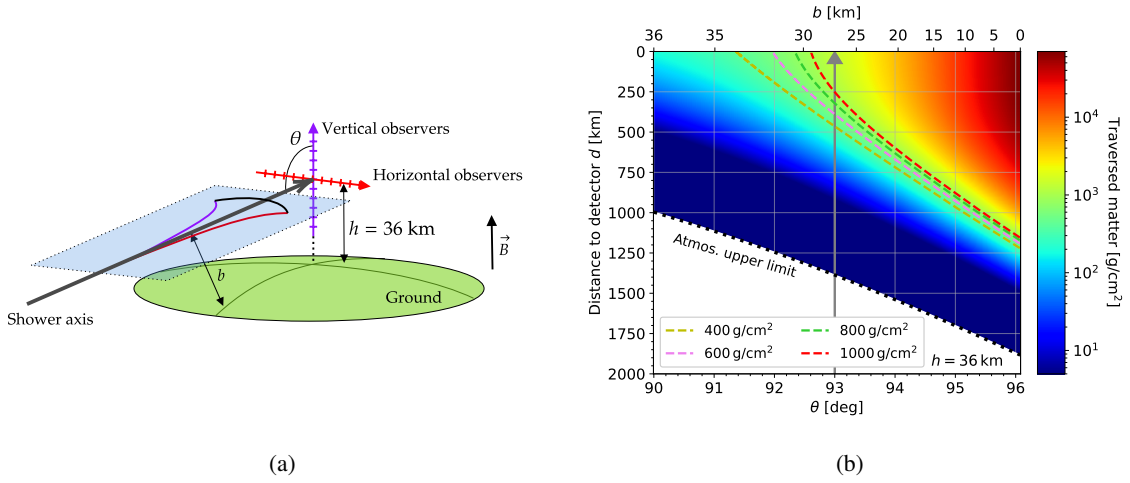 θ
Vertical observers
Horizontal observers
h = 36 km
B⃗
b
Ground
Shower axis
(a)
b [km]
36 35 30 25 20 15 10 5 0
Distance to detector d [km]
0
250
500
750
1000
1250
1500
1750
2000
Atmos. upper limit
400 g/cm²
600 g/cm²
800 g/cm²
1000 g/cm²
h = 36 km
90 91 92 93 94 95 96
θ [deg]
10⁴
10³
10²
10¹
Traversed matter [g/cm²]
(b)